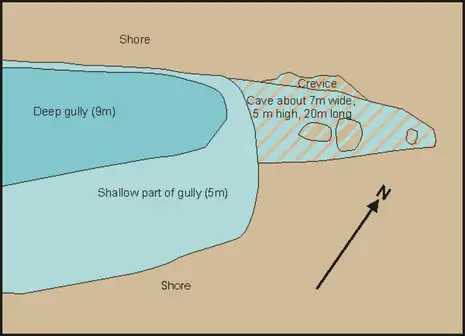 Shore
Crevice
Cave about 7m wide,
5 m high, 20m long
Deep gully (9m)
Shallow part of gully (5m)
N
Shore